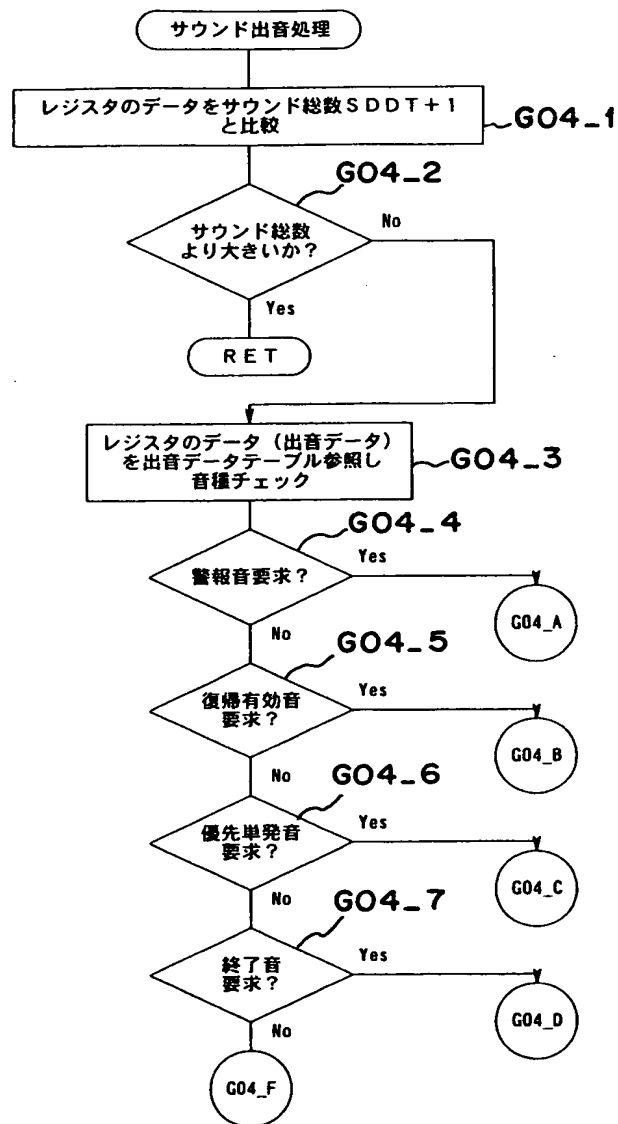 サウンド出音処理
レジスタのデータをサウンド総数SDDT+1
と比較
G04_1
G04_2
サウンド総数
より大きいか?
No
Yes
RET
レジスタのデータ(出音データ)
を出音データテーブル参照し
音種チェック
G04_3
G04_4
警報音要求?
Yes
G04_A
No
G04_5
復帰有効音
要求?
Yes
G04_B
No
G04_6
優先単発音
要求?
Yes
G04_C
No
G04_7
終了音
要求?
Yes
G04_D
No
G04_F